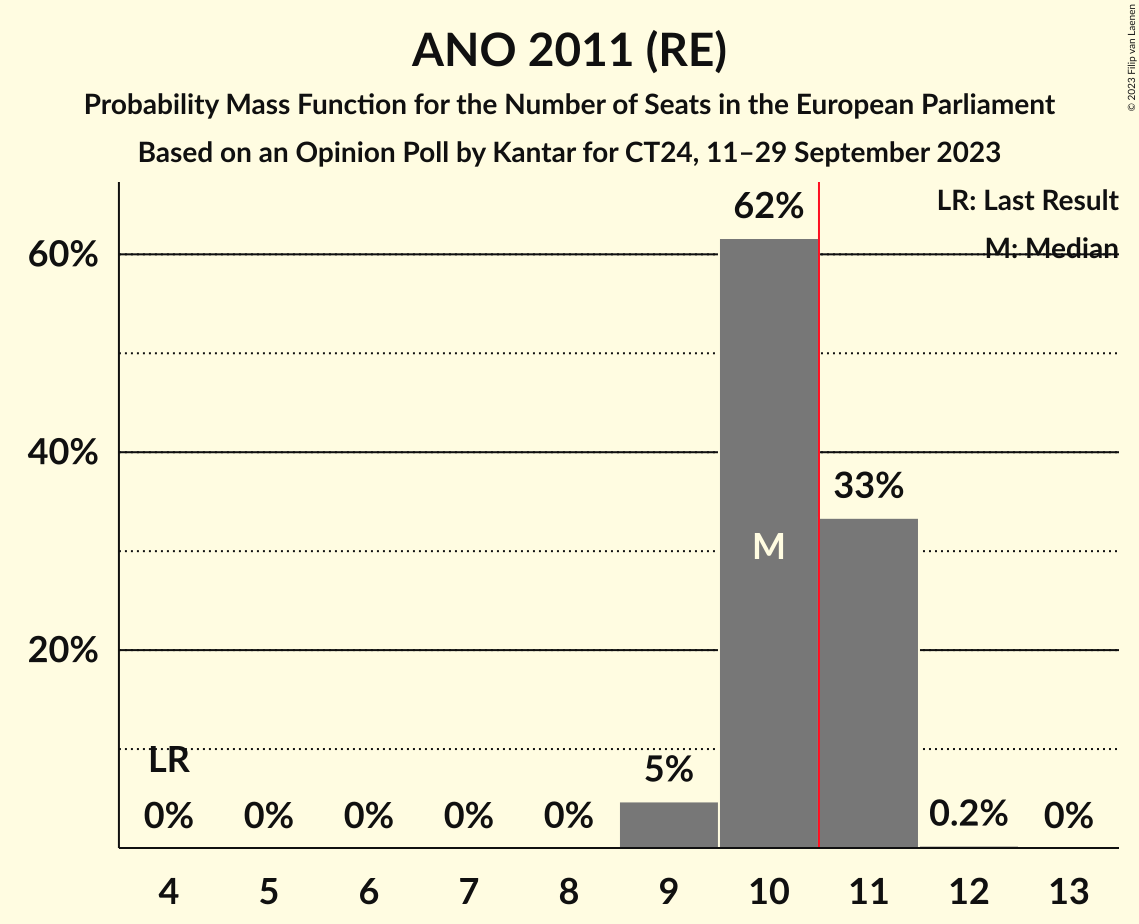 ANO 2011 (RE)
Probability Mass Function for the Number of Seats in the European Parliament
Based on an Opinion Poll by Kantar for CT24, 11–29 September 2023
© 2023 Filip van Laenen
LR: Last Result
M: Median
60%
40%
20%
62%
33%
M
LR
5%
0%
0%
0%
0%
0%
0.2%
0%
4 5 6 7 8 9 10 11 12 13